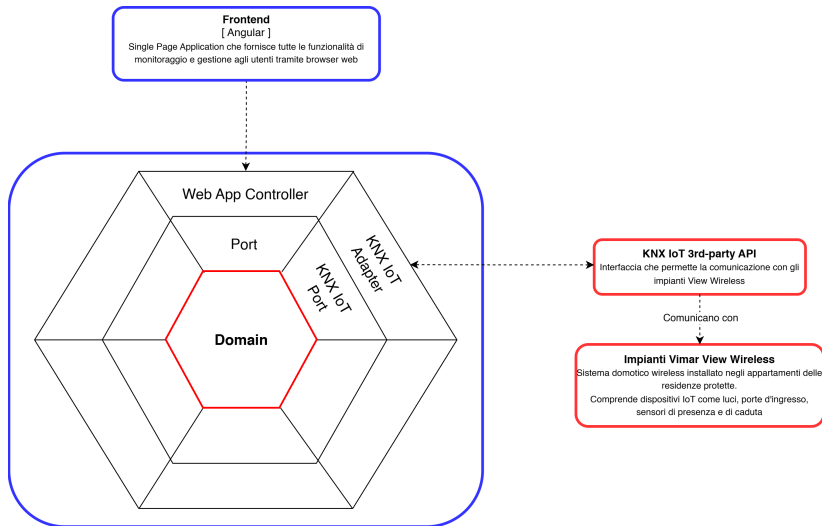 Frontend
[ Angular ]
Single Page Application che fornisce tutte le funzionalità di
monitoraggio e gestione agli utenti tramite browser web
Web App Controller
Port
KNX IoT
Adapter
KNX IoT
Port
Domain
KNX IoT 3rd-party API
Interfaccia che permette la comunicazione con gli
impianti View Wireless
Comunicano con
Impianti Vimar View Wireless
Sistema domotico wireless installato negli appartamenti delle
residenze protette.
Comprende dispositivi IoT come luci, porte d'ingresso,
sensori di presenza e di caduta